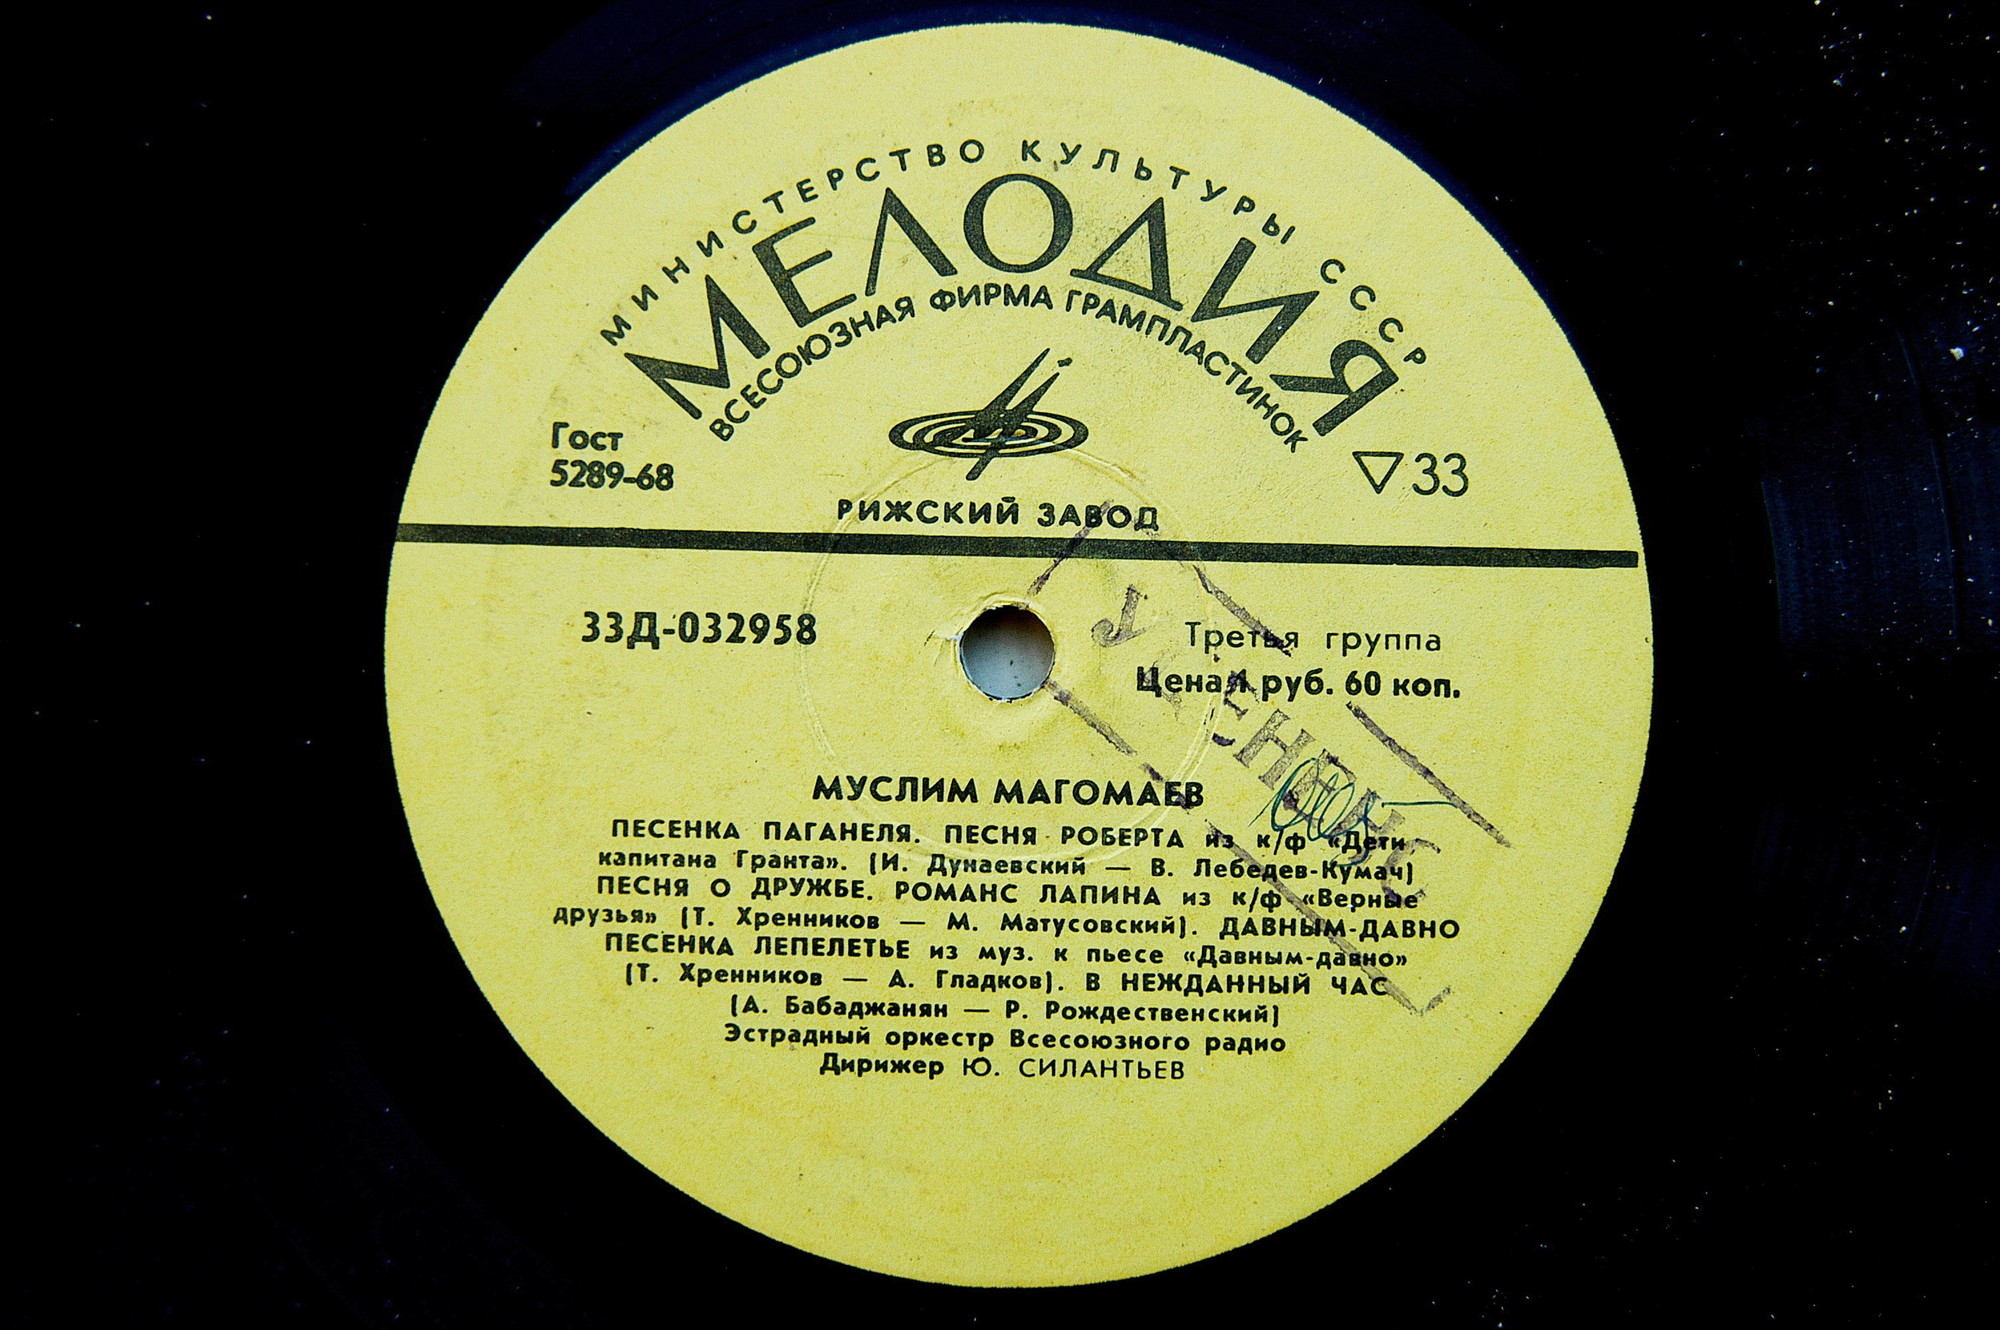 МИНИСТЕРСТВО КУЛЬТУРЫ СССР
МЕЛОДИЯ
ВСЕСОЮЗНАЯ ФИРМА ГРАМПЛАСТИНОК
Гост
5289-68
33
РИЖСКИЙ ЗАВОД
33Д-032958
Третья группа
Цена 1 руб. 60 коп.
МУСЛИМ МАГОМАЕВ
ПЕСЕНКА ПАГАНЕЛЯ. ПЕСНЯ РОБЕРТА из к/ф «Дети
капитана Гранта». (И. Дунаевский — В. Лебедев-Кумач)
ПЕСНЯ О ДРУЖБЕ. РОМАНС ЛАПИНА из к/ф «Верные
друзья» (Т. Хренников — М. Матусовский). ДАВНЫМ-ДАВНО
ПЕСЕНКА ЛЕПЕЛЕТЬЕ из муз. к пьесе «Давным-давно»
(Т. Хренников — А. Гладков). В НЕЖДАННЫЙ ЧАС
(А. Бабаджанян — Р. Рождественский)
Эстрадный оркестр Всесоюзного радио
Дирижер Ю. СИЛАНТЬЕВ